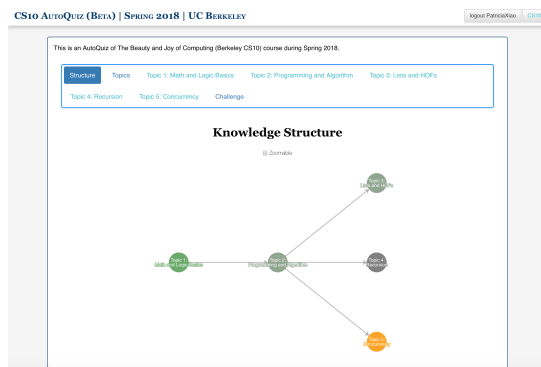 CS10 AutoQuiz (Beta) | Spring 2018 | UC Berkeley
logout PatriciaXiao
CS10
This is an AutoQuiz of The Beauty and Joy of Computing (Berkeley CS10) course during Spring 2018.
Structure
Topics
Topic 1: Math and Logic Basics
Topic 2: Programming and Algorithm
Topic 3: Lists and HOFs
Topic 4: Recursion
Topic 5: Concurrency
Challenge
Knowledge Structure
Zoomable
Topic 3:
Lists and HOFs
Topic 1:
Math and Logic Basics
Topic 2:
Programming and Algorithm
Topic 4:
Recursion
Topic 5:
Concurrency